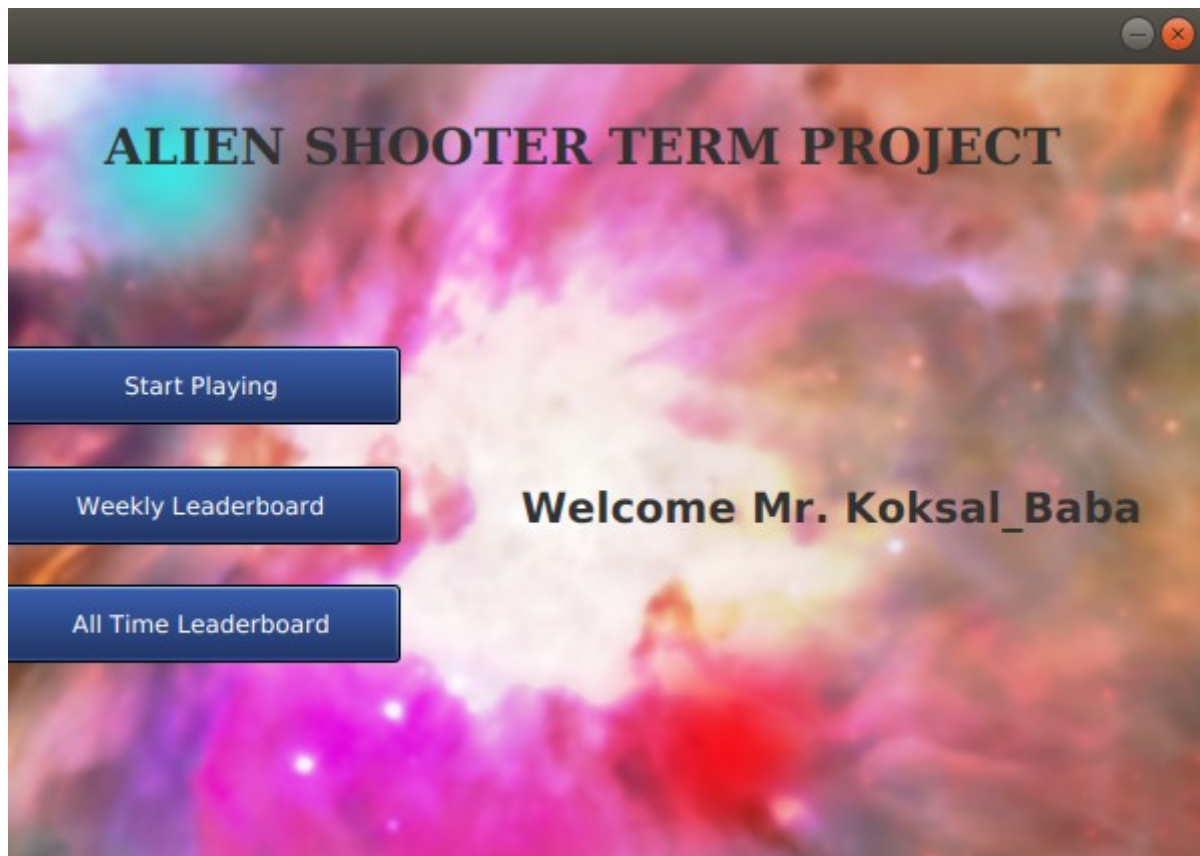 ALIEN SHOOTER TERM PROJECT
Start Playing
Weekly Leaderboard
Welcome Mr. Koksal_Baba
All Time Leaderboard